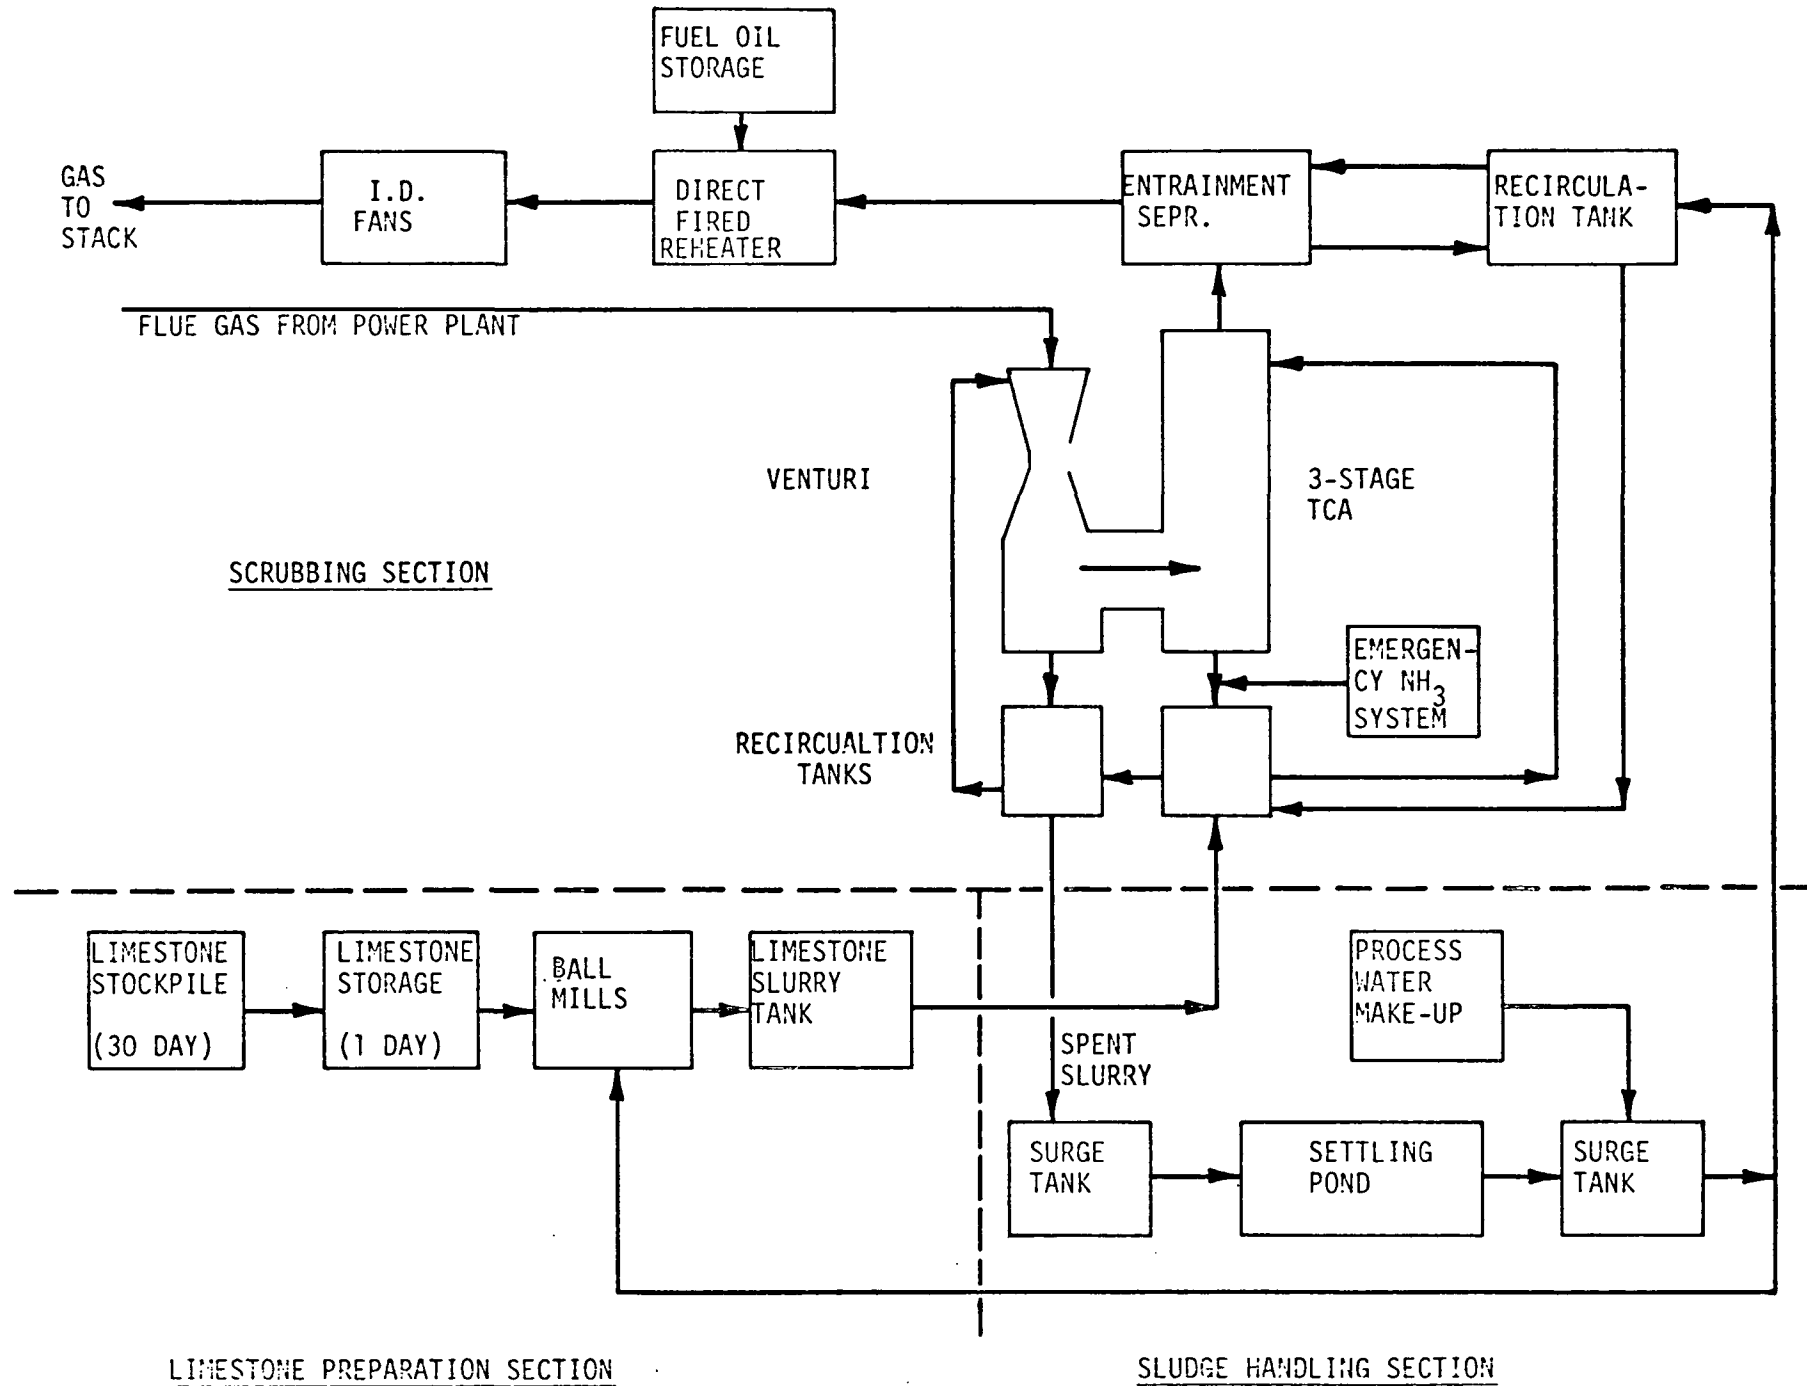 FUEL OIL
STORAGE
GAS
TO
STACK
I.D.
FANS
DIRECT
FIRED
REHEATER
ENTRAINMENT
SEPR.
RECIRCULA-
TION TANK
FLUE GAS FROM POWER PLANT
VENTURI
3-STAGE
TCA
SCRUBBING SECTION
EMERGEN-
CY NH3
SYSTEM
RECIRCUALTION
TANKS
LIMESTONE
STOCKPILE
(30 DAY)
LIMESTONE
STORAGE
(1 DAY)
BALL
MILLS
LIMESTONE
SLURRY
TANK
PROCESS
WATER
MAKE-UP
SPENT
SLURRY
SURGE
TANK
SETTLING
POND
SURGE
TANK
LIMESTONE PREPARATION SECTION
SLUDGE HANDLING SECTION